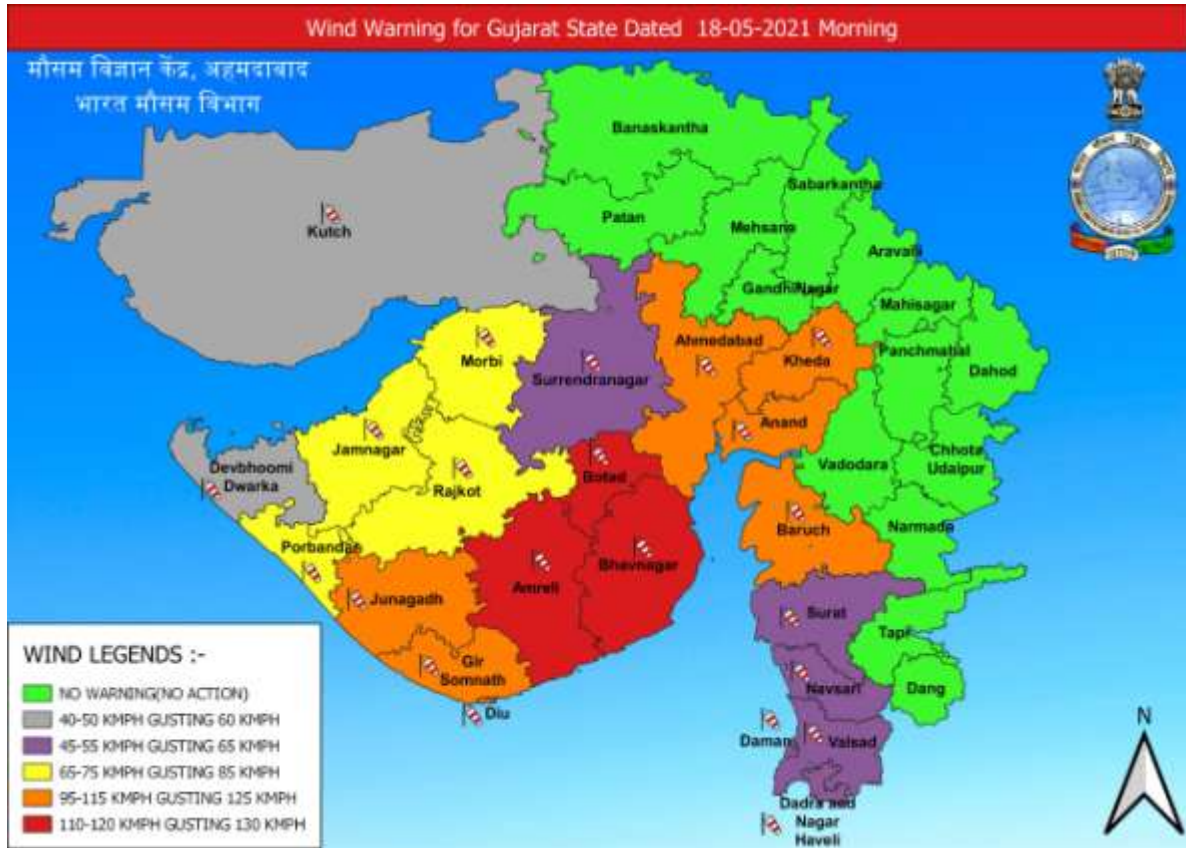 Wind Warning for Gujarat State Dated 18-05-2021 Morning
मौसम विज्ञान केंद्र, अहमदाबाद
भारत मौसम विभाग
Banaskantha
Sabarkantha
Patan
Mehsana
Kutch
Aravalli
GandhiNagar
Mahisagar
Ahmedabad
Panchmahal
Morbi
Kheda
Dahod
Surrendranagar
Anand
Jamnagar
Chhota
Udaipur
Vadodara
Devbhoomi
Dwarka
Rajkot
Botad
Baruch
Narmada
Porbandar
Bhavnagar
Amreli
Junagadh
Surat
Tapi
Gir
Somnath
Navsari
Dang
Diu
Daman
Valsad
Dadra and
Nagar
Haveli
WIND LEGENDS :-
NO WARNING(NO ACTION)
40-50 KMPH GUSTING 60 KMPH
45-55 KMPH GUSTING 65 KMPH
65-75 KMPH GUSTING 85 KMPH
95-115 KMPH GUSTING 125 KMPH
110-120 KMPH GUSTING 130 KMPH
N